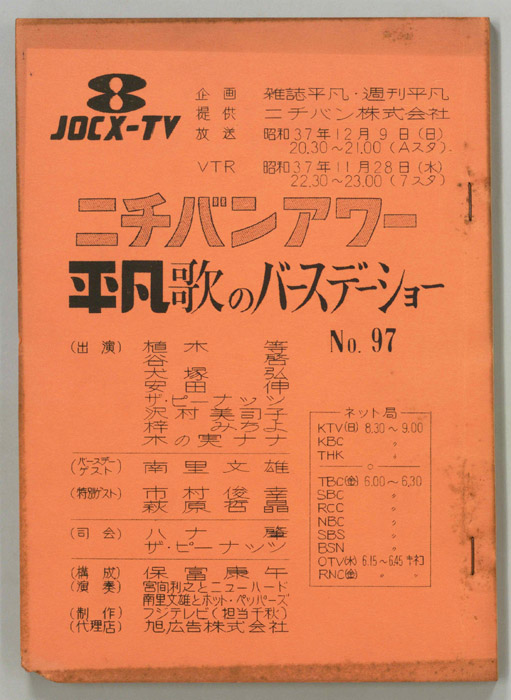 8
JOCX-TV
企画 雑誌平凡・週刊平凡
提供 ニチバン株式会社
放送 昭和37年12月9日(日)
20.30～21.00(Aスタ).
VTR 昭和37年11月28日(水)
22.30～23.00(7スタ)
ニチバンアワー
平凡歌のバースデーショー
No. 97
(出演) 植木等
谷啓
犬塚弘
安田伸
ザ・ピーナッツ
沢村美司子
梓みちよ
木の実ナナ
(バースデーゲスト) 南里文雄
(特別ゲスト) 市村俊幸
萩原哲晶
(司会) ハナ肇
ザ・ピーナッツ
(構成) 保富康午
(演奏) 宮間利之とニューハード
南里文雄とホット・ペッパーズ
(制作) フジテレビ(担当千秋)
(代理店) 旭広告株式会社
ネット局
KTV(日) 8.30～9.00
KBC 〃
THK 〃
TBC(金) 6.00～6.30
SBC 〃
RCC 〃
NBC 〃
SBS 〃
BSN 〃
OTV(水) 6.15～6.45
RNC(金) 〃